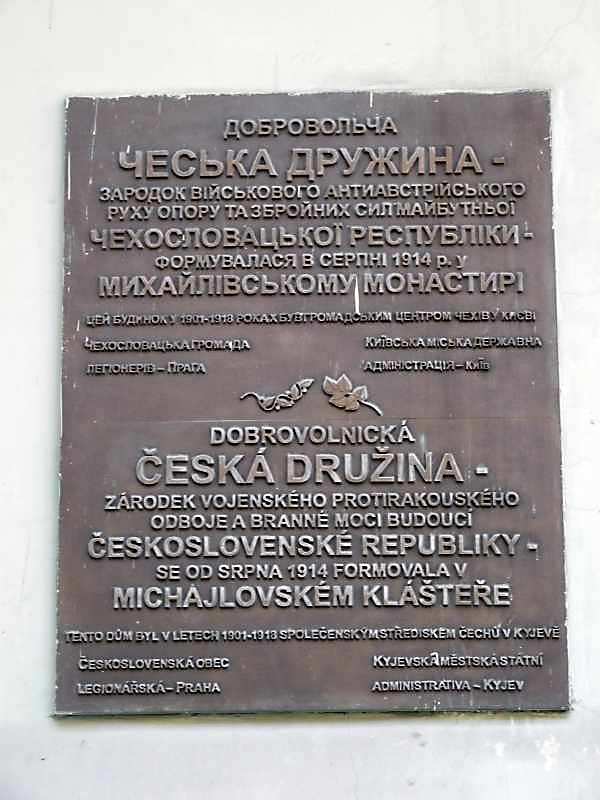 ДОБРОВОЛЬЧА
ЧЕСЬКА ДРУЖИНА -
ЗАРОДОК ВІЙСЬКОВОГО АНТИАВСТРІЙСЬКОГО
РУХУ ОПОРУ ТА ЗБРОЙНИХ СИЛ МАЙБУТНЬОЇ
ЧЕХОСЛОВАЦЬКОЇ РЕСПУБЛІКИ -
ФОРМУВАЛАСЯ В СЕРПНІ 1914 р. у
МИХАЙЛІВСЬКОМУ МОНАСТИРІ
ЦЕЙ БУДИНОК У 1901-1918 РОКАХ БУВ ГРОМАДСЬКИМ ЦЕНТРОМ ЧЕХІВ У КИЄВІ
ЧЕХОСЛОВАЦЬКА ГРОМАДА
ЛЕГІОНЕРІВ – ПРАГА
КИЇВСЬКА МІСЬКА ДЕРЖАВНА
АДМІНІСТРАЦІЯ – КИЇВ
DOBROVOLNICKÁ
ČESKÁ DRUŽINA -
ZÁRODEK VOJENSKÉHO PROTIRAKOUSKÉHO
ODBOJE A BRANNÉ MOCI BUDOUCÍ
ČESKOSLOVENSKÉ REPUBLIKY -
SE OD SRPNA 1914 FORMOVALA V
MICHAJLOVSKÉM KLÁŠTEŘE
TENTO DŮM BYL V LETECH 1901-1918 SPOLEČENSKÝM STŘEDISKÉM ČECHŮ V KYJEVĚ
ČESKOSLOVENSKÁ OBEC
LEGIONÁŘSKÁ – PRAHA
KYJEVSKÁ MĚSTSKÁ STÁTNÍ
ADMINISTRATIVA – KYJEV